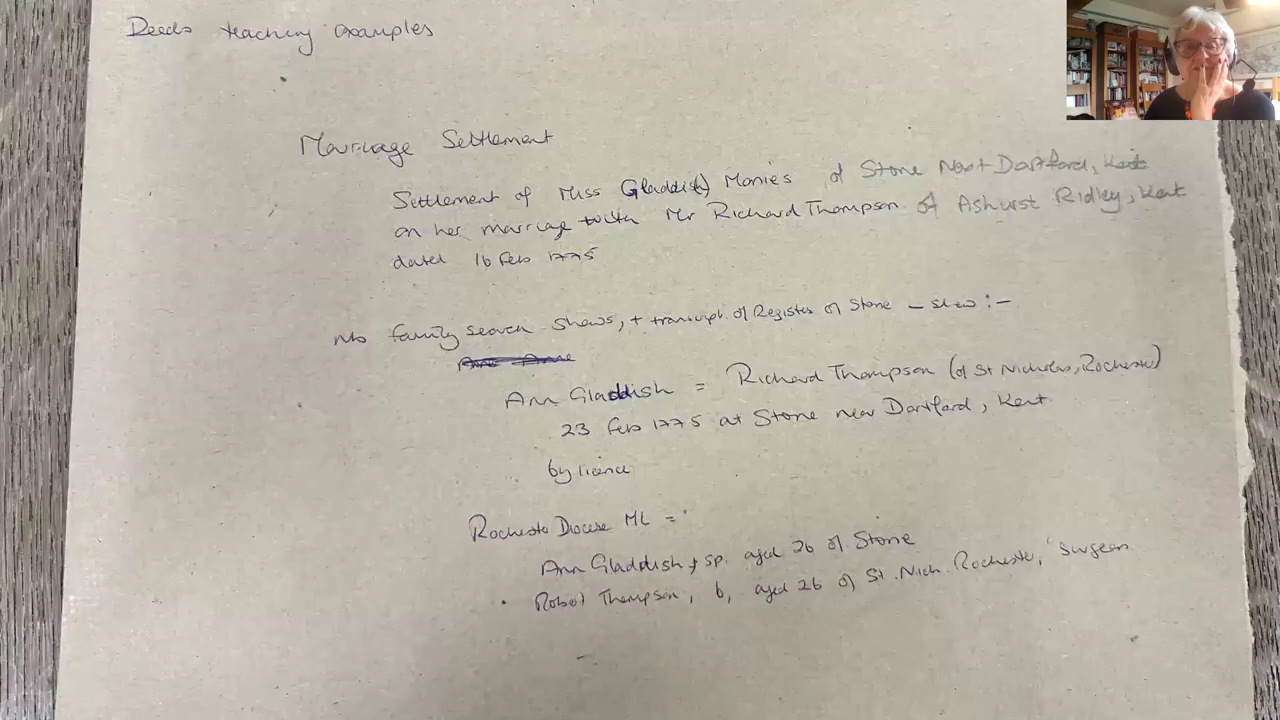 Deeds teaching examples
Marriage Settlement
Settlement of Miss Gladdish Monies of Stone Next Dartford, Kent
on her marriage with Mr Richard Thompson of Ashurst Ridley, Kent
dated 16 Feb 1775
family search shows, + transcript of Register of Stone - shew :-
Ann Gladdish = Richard Thompson (of St Nicholas, Rochester)
23 Feb 1775 at Stone near Dartford, Kent
by licence
Rochester Diocese ML =
Ann Gladdish, sp. aged 26 of Stone
Robert Thompson, b, aged 26 of St. Nich. Rochester, surgeon